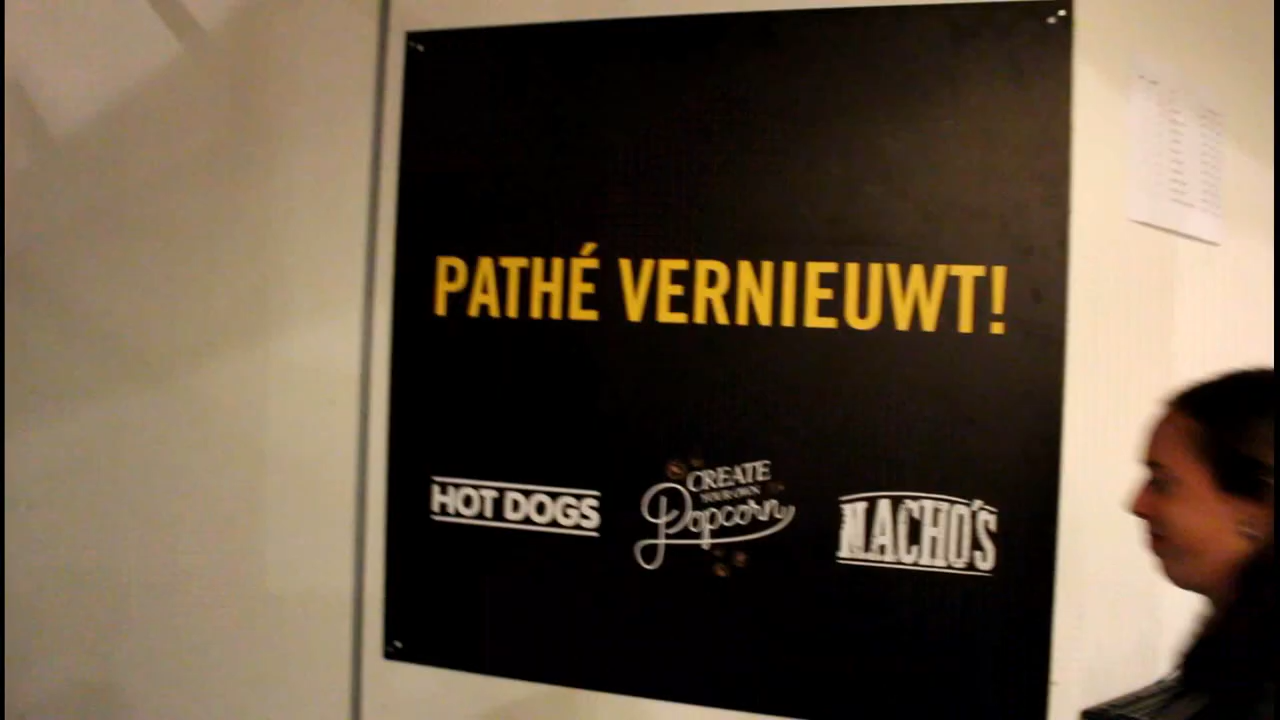 PATHÉ VERNIEUWT!
HOT DOGS
CREATE
YOUR OWN
Popcorn
NACHO'S